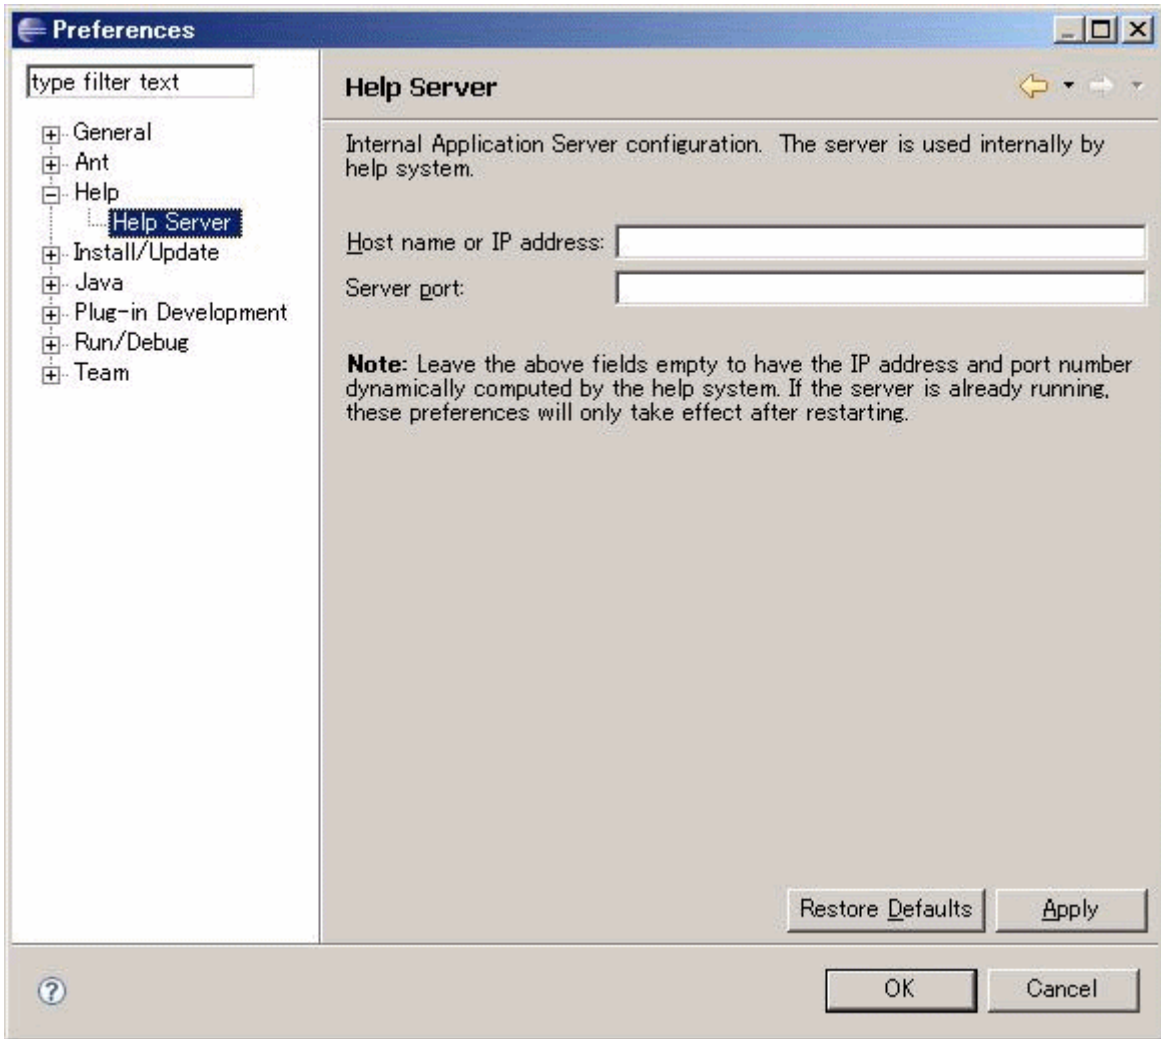 Preferences
type filter text
General
Ant
Help
Help Server
Install/Update
Java
Plug-in Development
Run/Debug
Team
Help Server
Internal Application Server configuration.  The server is used internally by
help system.
Host name or IP address:
Server port:
Note: Leave the above fields empty to have the IP address and port number
dynamically computed by the help system. If the server is already running,
these preferences will only take effect after restarting.
Restore Defaults
Apply
OK
Cancel